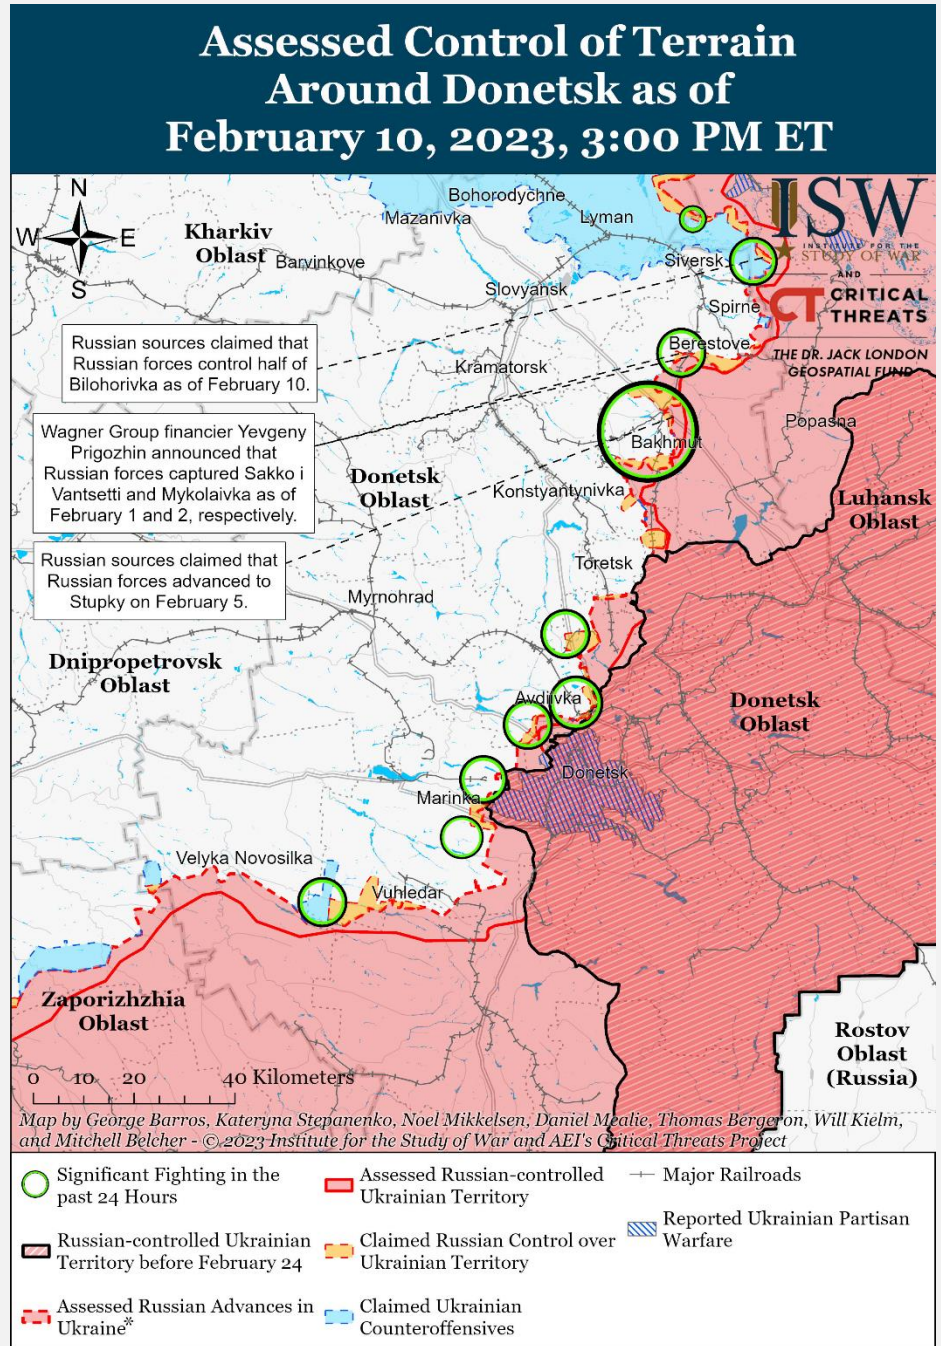 Assessed Control of Terrain
Around Donetsk as of
February 10, 2023, 3:00 PM ET
N
W
E
S
Kharkiv
Oblast
Barvinkove
Bohorodychne
Mazanivka
Lyman
Siversk
Slovyansk
Spirne
ISW
INSTITUTE FOR THE
STUDY OF WAR
AND
CT CRITICAL
THREATS
THE DR. JACK LONDON
GEOSPATIAL FUND
Russian sources claimed that
Russian forces control half of
Bilohorivka as of February 10.
Berestove
Kramatorsk
Wagner Group financier Yevgeny
Prigozhin announced that
Russian forces captured Sakko i
Vantsetti and Mykolaivka as of
February 1 and 2, respectively.
Popasna
Bakhmut
Donetsk
Oblast
Konstyantynivka
Luhansk
Oblast
Russian sources claimed that
Russian forces advanced to
Stupky on February 5.
Toretsk
Myrnohrad
Dnipropetrovsk
Oblast
Avdiivka
Donetsk
Oblast
Donetsk
Marinka
Velyka Novosilka
Vuhledar
Zaporizhzhia
Oblast
Rostov
Oblast
(Russia)
0 10 20 40 Kilometers
Map by George Barros, Kateryna Stepanenko, Noel Mikkelsen, Daniel Mealie, Thomas Bergeron, Will Kielm,
and Mitchell Belcher - © 2023 Institute for the Study of War and AEI's Critical Threats Project
Significant Fighting in the
past 24 Hours
Russian-controlled Ukrainian
Territory before February 24
Assessed Russian Advances in
Ukraine*
Assessed Russian-controlled
Ukrainian Territory
Claimed Russian Control over
Ukrainian Territory
Claimed Ukrainian
Counteroffensives
Major Railroads
Reported Ukrainian Partisan
Warfare